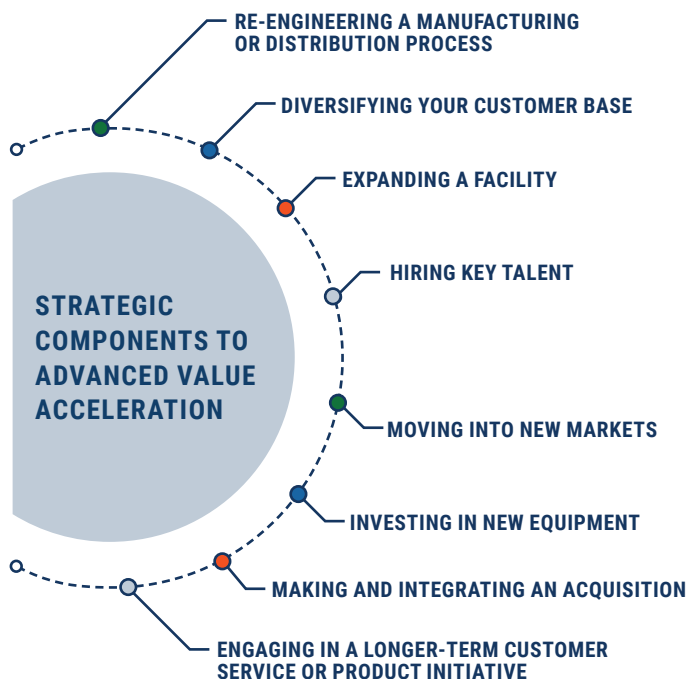 RE-ENGINEERING A MANUFACTURING
OR DISTRIBUTION PROCESS
DIVERSIFYING YOUR CUSTOMER BASE
EXPANDING A FACILITY
HIRING KEY TALENT
STRATEGIC
COMPONENTS TO
ADVANCED VALUE
ACCELERATION
MOVING INTO NEW MARKETS
INVESTING IN NEW EQUIPMENT
MAKING AND INTEGRATING AN ACQUISITION
ENGAGING IN A LONGER-TERM CUSTOMER
SERVICE OR PRODUCT INITIATIVE